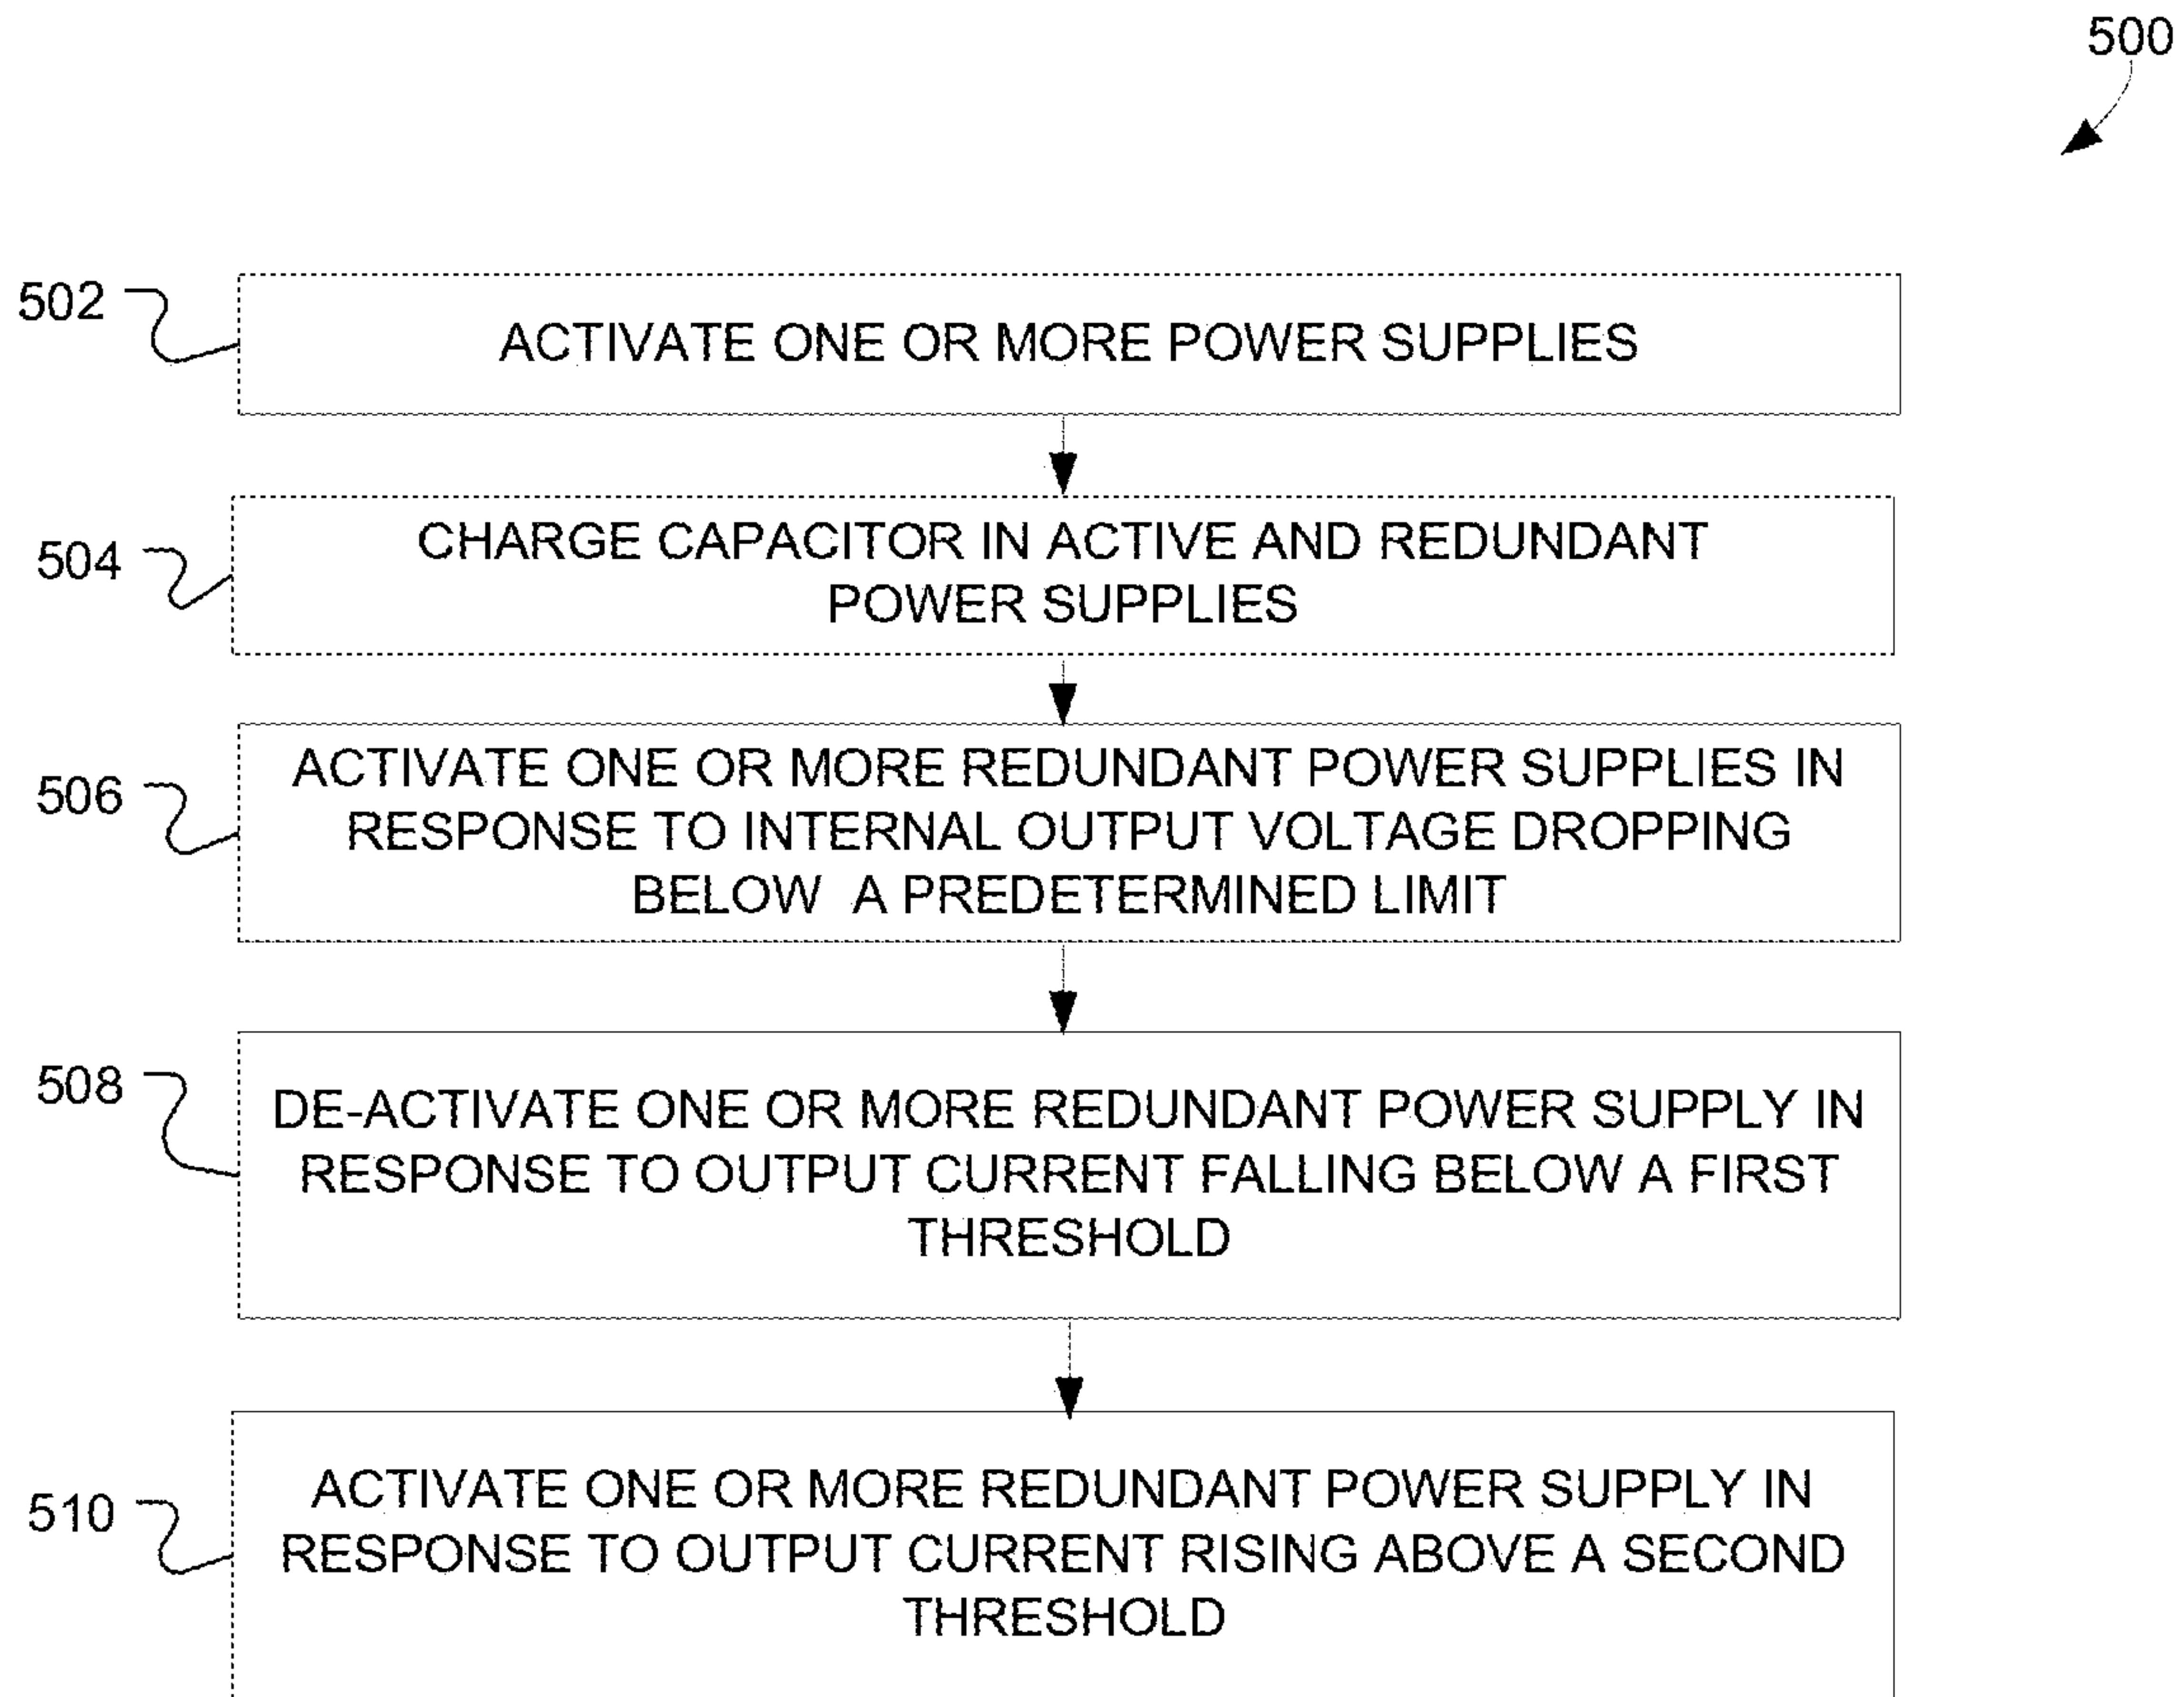 500
502
ACTIVATE ONE OR MORE POWER SUPPLIES
504
CHARGE CAPACITOR IN ACTIVE AND REDUNDANT
POWER SUPPLIES
506
ACTIVATE ONE OR MORE REDUNDANT POWER SUPPLIES IN
RESPONSE TO INTERNAL OUTPUT VOLTAGE DROPPING
BELOW A PREDETERMINED LIMIT
508
DE-ACTIVATE ONE OR MORE REDUNDANT POWER SUPPLY IN
RESPONSE TO OUTPUT CURRENT FALLING BELOW A FIRST
THRESHOLD
510
ACTIVATE ONE OR MORE REDUNDANT POWER SUPPLY IN
RESPONSE TO OUTPUT CURRENT RISING ABOVE A SECOND
THRESHOLD